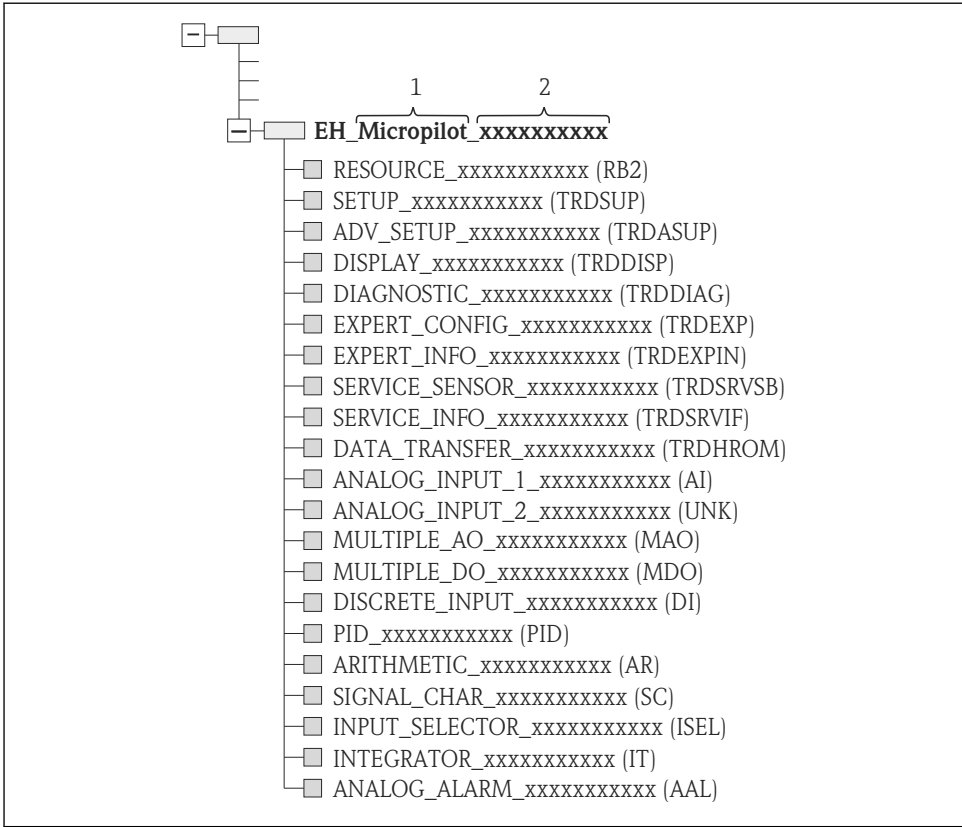 1 2
EH_Micropilot_xxxxxxxxxx
RESOURCE_xxxxxxxxxxx (RB2)
SETUP_xxxxxxxxxxx (TRDSUP)
ADV_SETUP_xxxxxxxxxxx (TRDASUP)
DISPLAY_xxxxxxxxxxx (TRDDISP)
DIAGNOSTIC_xxxxxxxxxxx (TRDDIAG)
EXPERT_CONFIG_xxxxxxxxxxx (TRDEXP)
EXPERT_INFO_xxxxxxxxxxx (TRDEXPIN)
SERVICE_SENSOR_xxxxxxxxxxx (TRDSRVSB)
SERVICE_INFO_xxxxxxxxxxx (TRDSRVIF)
DATA_TRANSFER_xxxxxxxxxxx (TRDHROM)
ANALOG_INPUT_1_xxxxxxxxxxx (AI)
ANALOG_INPUT_2_xxxxxxxxxxx (UNK)
MULTIPLE_AO_xxxxxxxxxxx (MAO)
MULTIPLE_DO_xxxxxxxxxxx (MDO)
DISCRETE_INPUT_xxxxxxxxxxx (DI)
PID_xxxxxxxxxxx (PID)
ARITHMETIC_xxxxxxxxxxx (AR)
SIGNAL_CHAR_xxxxxxxxxxx (SC)
INPUT_SELECTOR_xxxxxxxxxxx (ISEL)
INTEGRATOR_xxxxxxxxxxx (IT)
ANALOG_ALARM_xxxxxxxxxxx (AAL)